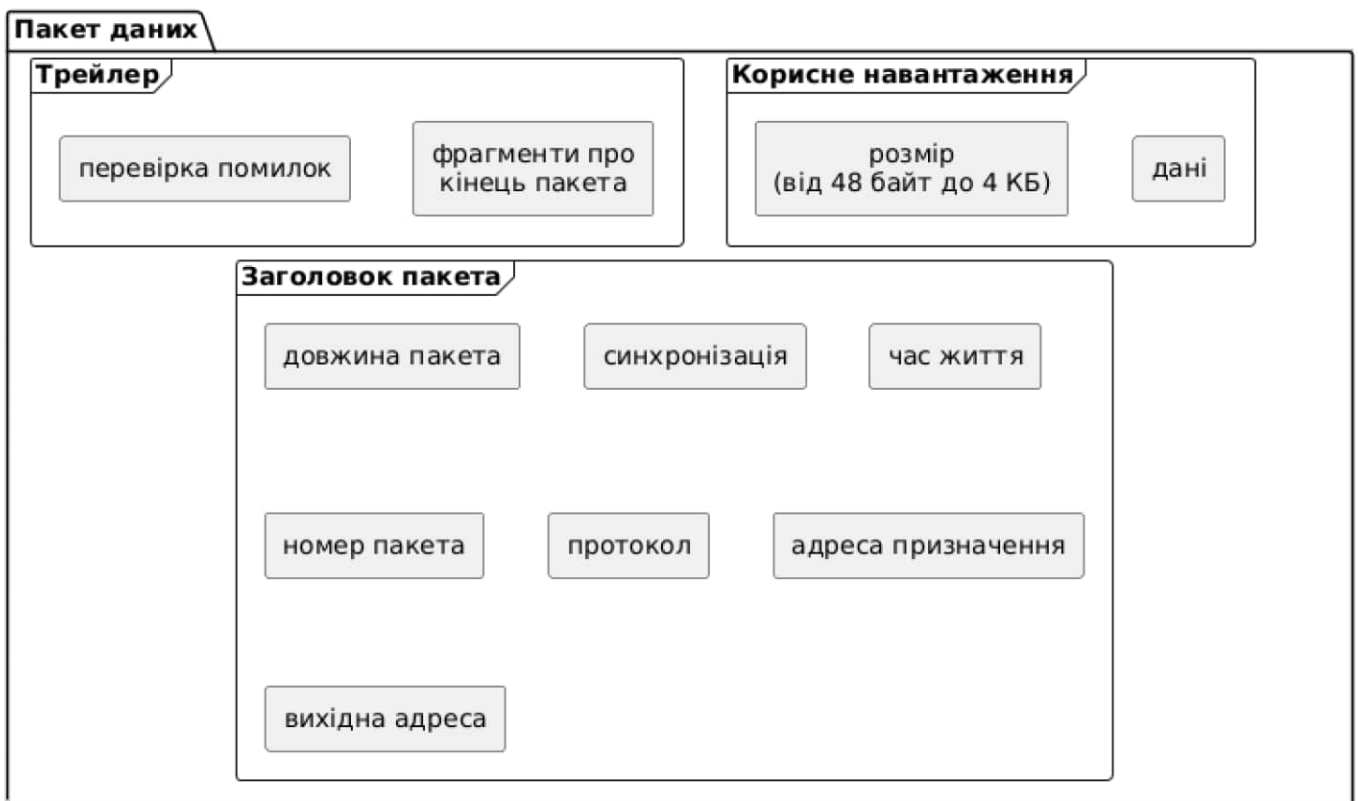 Пакет даних
Трейлер
перевірка помилок
фрагменти про
кінець пакета
Корисне навантаження
розмір
(від 48 байт до 4 КБ)
дані
Заголовок пакета
довжина пакета
синхронізація
час життя
номер пакета
протокол
адреса призначення
вихідна адреса